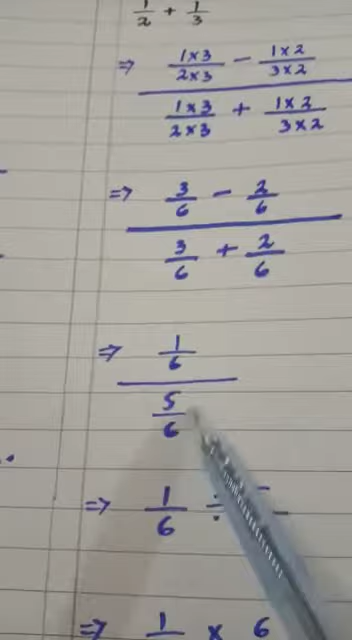 1/2 + 1/3
⇒ (1×3)/(2×3) − (1×2)/(3×2)
(1×3)/(2×3) + (1×2)/(3×2)
⇒ 3/6 − 2/6
3/6 + 2/6
⇒ 1/6
5/6
⇒ 1/6 ÷
⇒ 1 × 6